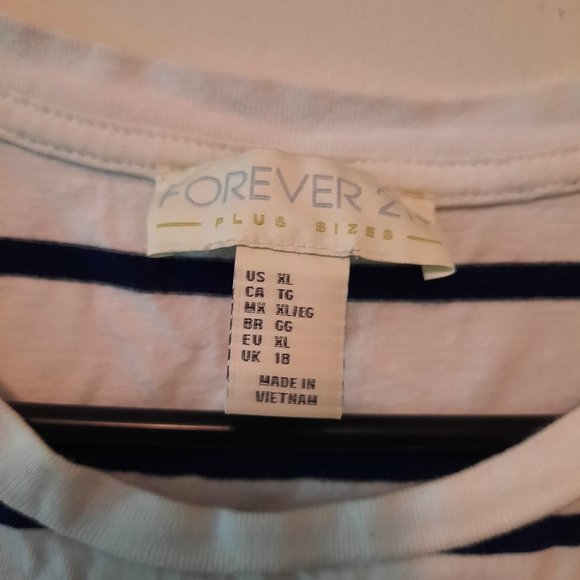 FOREVER 21
PLUS SIZES
US XL
CA TG
MX XL/EG
BR GG
EU XL
UK 18
MADE IN
VIETNAM